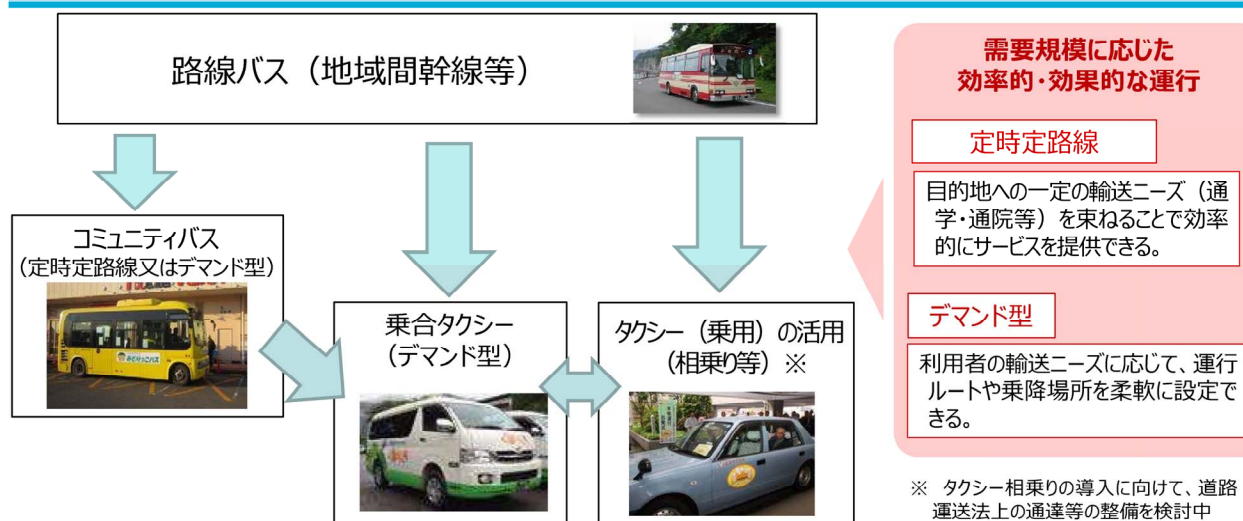 路線バス（地域間幹線等）
コミュニティバス
（定時定路線又はデマンド型）
みどりっこバス
乗合タクシー
（デマンド型）
タクシー（乗用）の活用
（相乗り等）※
需要規模に応じた
効率的・効果的な運行
定時定路線
目的地への一定の輸送ニーズ（通
学・通院等）を束ねることで効率
的にサービスを提供できる。
デマンド型
利用者の輸送ニーズに応じて、運行
ルートや乗降場所を柔軟に設定で
きる。
※　タクシー相乗りの導入に向けて、道路
運送法上の通達等の整備を検討中